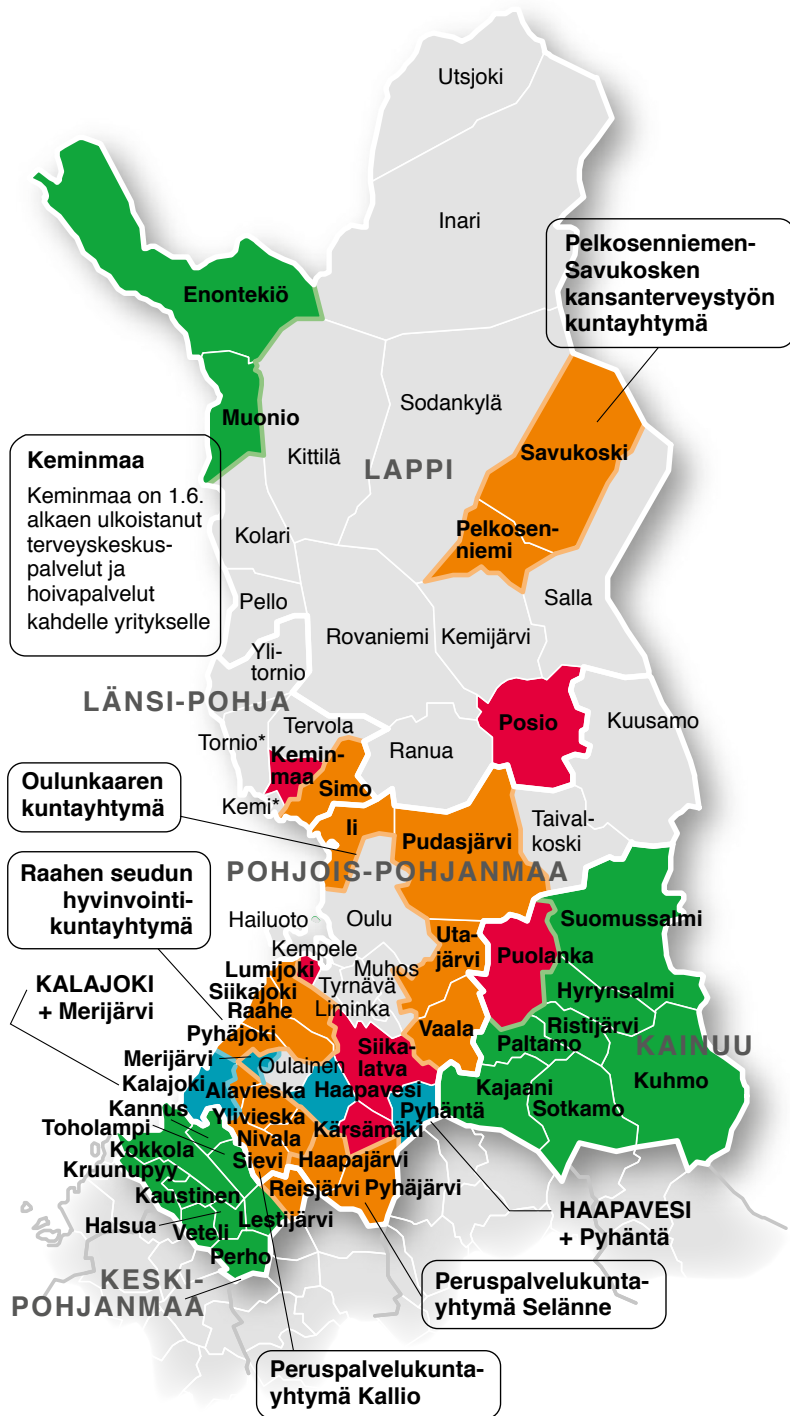 Utsjoki
Inari
Pelkosenniemen-
Savukosken
kansanterveystyön
kuntayhtymä
Enontekiö
Muonio
Sodankylä
Kittilä
Savukoski
LAPPI
Keminmaa
Keminmaa on 1.6.
alkaen ulkoistanut
terveyskeskus-
palvelut ja
hoivapalvelut
kahdelle yritykselle
Kolari
Pelkosen-
niemi
Pello
Salla
Rovaniemi
Kemijärvi
Yli-
tornio
LÄNSI-POHJA
Posio
Kuusamo
Tervola
Tornio*
Ranua
Kemin-
maa
Simo
Kemi*
Oulunkaaren
kuntayhtymä
Ii
Pudasjärvi
Taival-
koski
POHJOIS-POHJANMAA
Raahen seudun
hyvinvointi-
kuntayhtymä
Hailuoto
Oulu
Suomussalmi
Uta-
järvi
Puolanka
Kempele
Lumijoki
Muhos
Tyrnävä
Liminka
Siikajoki
Raahe
Pyhäjoki
KALAJOKI
+ Merijärvi
Hyrynsalmi
Ristijärvi
Vaala
Paltamo
KAINUU
Siika-
latva
Merijärvi
Oulainen
Kalajoki
Alavieska
Haapavesi
Pyhäntä
Kajaani
Kuhmo
Sotkamo
Kannus
Ylivieska
Toholampi
Nivala
Kärsämäki
Kokkola
Sievi
Haapajärvi
Kruunupyy
Kaustinen
Reisjärvi
Pyhäjärvi
Halsua
Veteli
Lestijärvi
HAAPAVESI
+ Pyhäntä
Perho
KESKI-
POHJANMAA
Peruspalvelukunta-
yhtymä Selänne
Peruspalvelukunta-
yhtymä Kallio